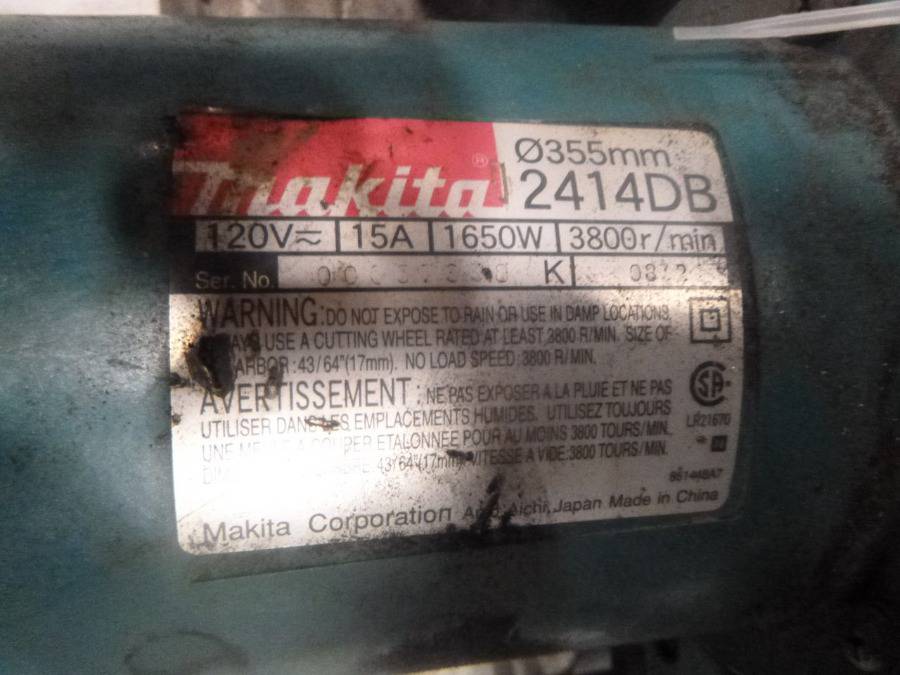 Makita®
Ø355mm
2414DB
120V≂ 15A 1650W 3800r/min
Ser. No. K
WARNING: DO NOT EXPOSE TO RAIN OR USE IN DAMP LOCATIONS.
USE A CUTTING WHEEL RATED AT LEAST 3800 R/MIN. SIZE OF
ARBOR: 43/64"(17mm). NO LOAD SPEED: 3800 R/MIN.
AVERTISSEMENT: NE PAS EXPOSER A LA PLUIE ET NE PAS
UTILISER DANS LES EMPLACEMENTS HUMIDES. UTILISEZ TOUJOURS
UNE MEULE A COUPER ETALONNEE POUR AU MOINS 3800 TOURS/MIN.
43/64"(17mm). VITESSE A VIDE: 3800 TOURS/MIN.
LR21670
Makita Corporation Aichi, Japan Made in China